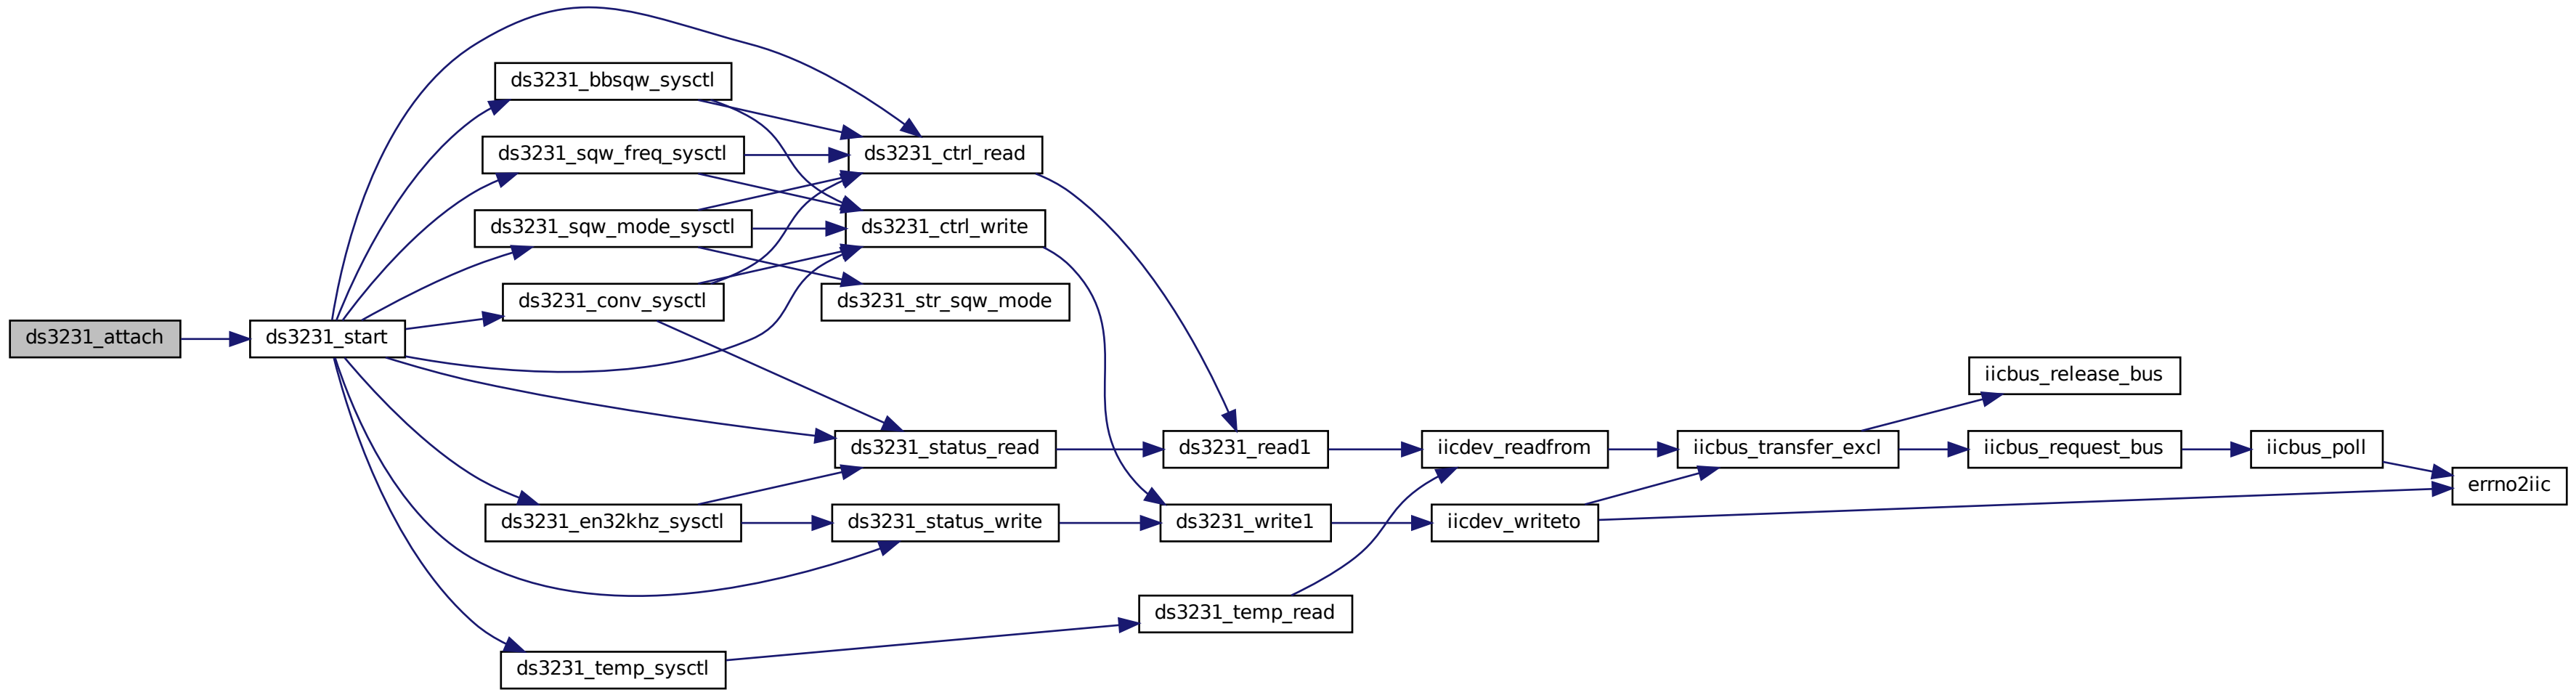 ds3231_bbsqw_sysctl
ds3231_sqw_freq_sysctl
ds3231_ctrl_read
ds3231_sqw_mode_sysctl
ds3231_ctrl_write
ds3231_conv_sysctl
ds3231_str_sqw_mode
ds3231_attach
ds3231_start
iicbus_release_bus
ds3231_status_read
ds3231_read1
iicdev_readfrom
iicbus_transfer_excl
iicbus_request_bus
iicbus_poll
errno2iic
ds3231_en32khz_sysctl
ds3231_status_write
ds3231_write1
iicdev_writeto
ds3231_temp_read
ds3231_temp_sysctl